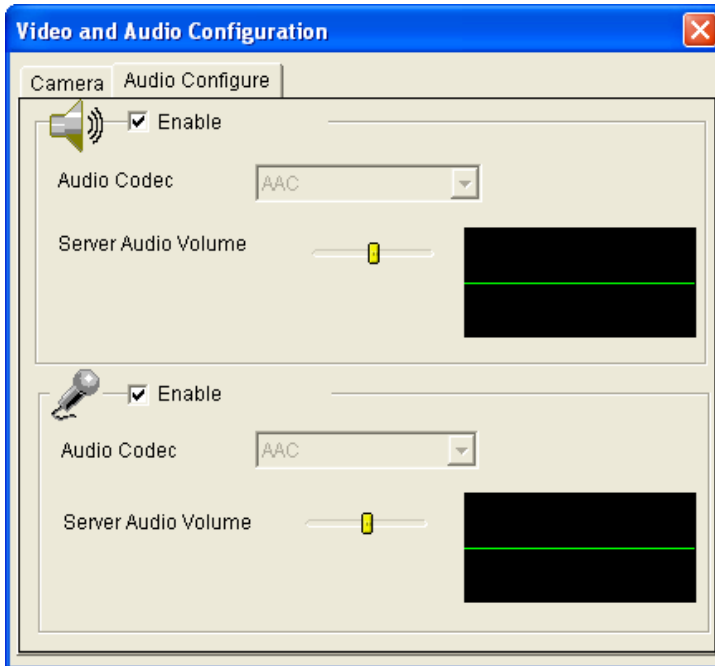 Video and Audio Configuration
Camera
Audio Configure
Enable
Audio Codec
AAC
Server Audio Volume
Enable
Audio Codec
AAC
Server Audio Volume